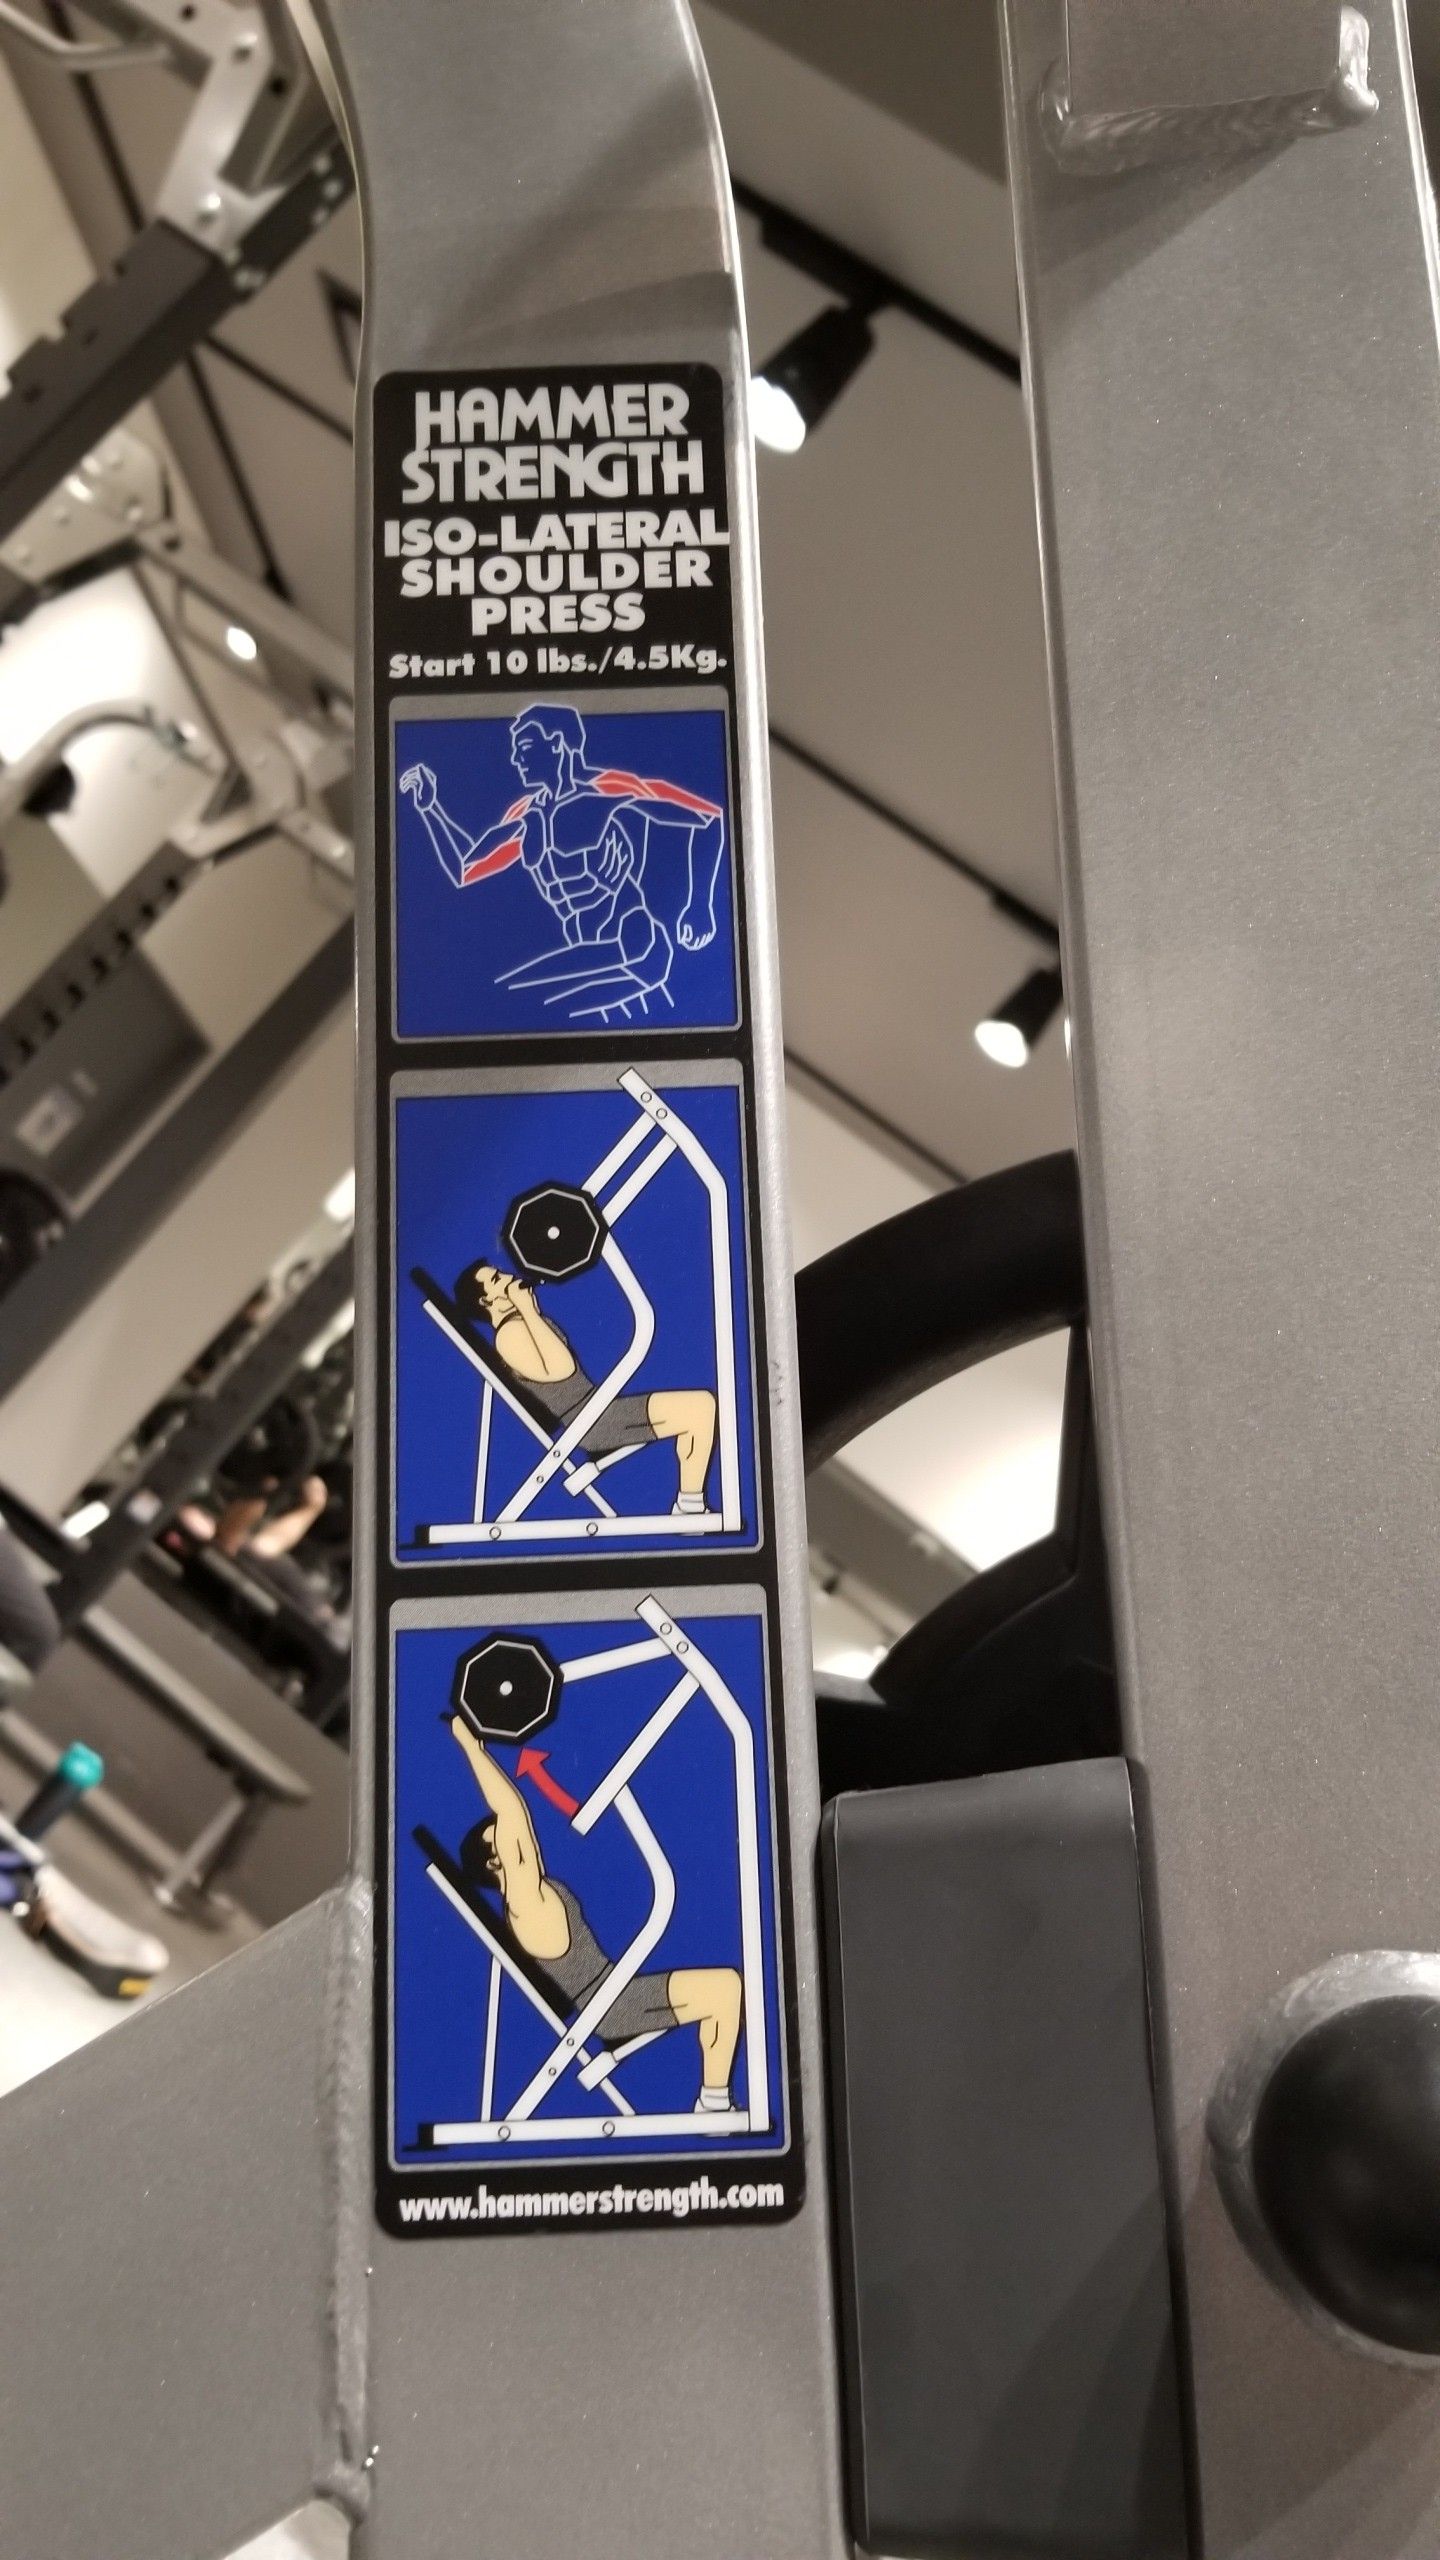 HAMMER
STRENGTH
ISO-LATERAL
SHOULDER
PRESS
Start 10 lbs./4.5Kg.
www.hammerstrength.com